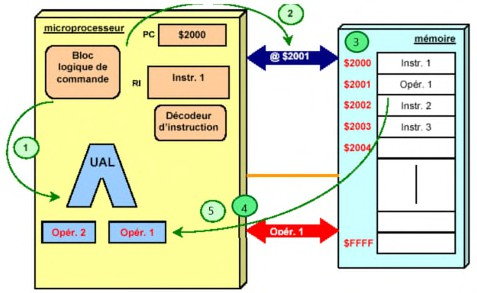 microprocesseur
Bloc
logique de
commande
PC
$2000
RI
Instr. 1
Décodeur
d'instruction
1
UAL
Opér. 2
Opér. 1
2
@ $2001
5
4
Opér. 1
3
mémoire
$2000
Instr. 1
$2001
Opér. 1
$2002
Instr. 2
$2003
Instr. 3
$2004
$FFFF